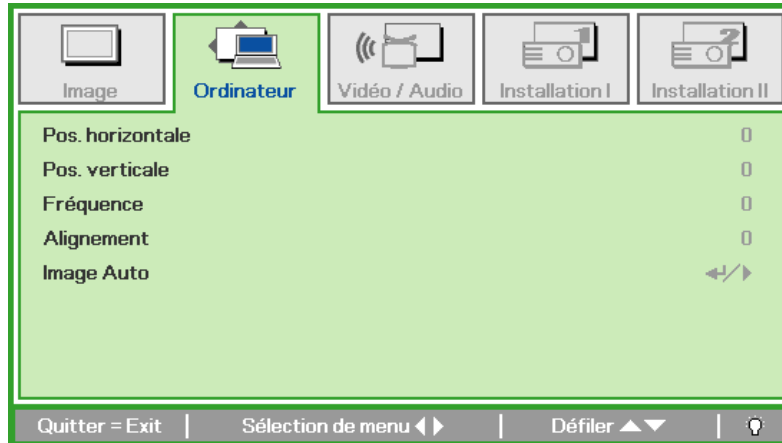 Image Ordinateur Vidéo / Audio Installation I Installation II
Pos. horizontale 0
Pos. verticale 0
Fréquence 0
Alignement 0
Image Auto
Quitter = Exit Sélection de menu Défiler